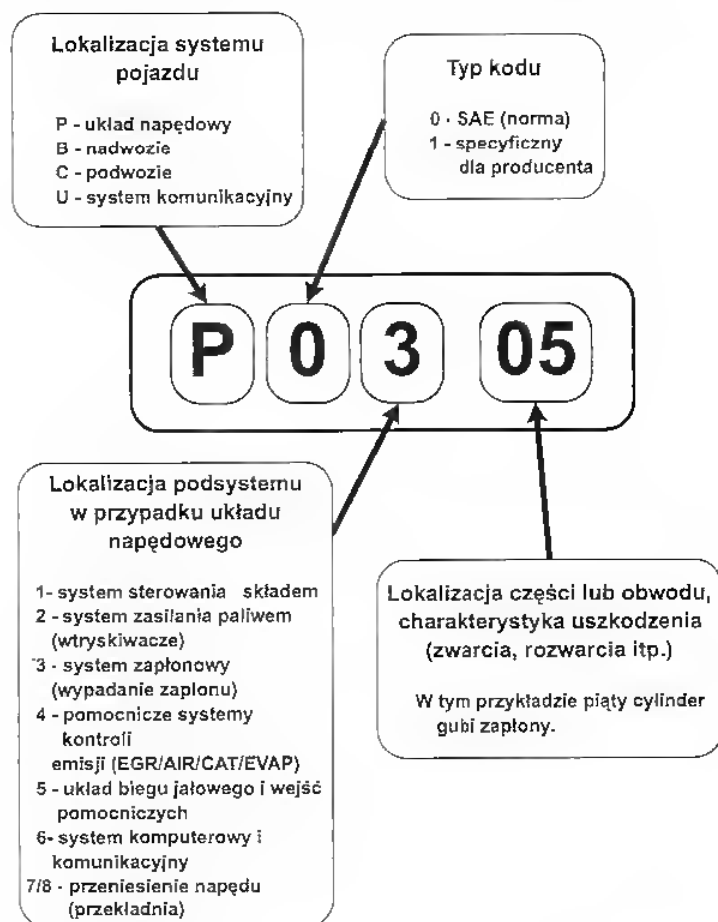 Lokalizacja systemu
pojazdu
P - układ napędowy
B - nadwozie
C - podwozie
U - system komunikacyjny
Typ kodu
0 - SAE (norma)
1 - specyficzny
dla producenta
P 0 3 05
Lokalizacja podsystemu
w przypadku układu
napędowego
1- system sterowania składem
2 - system zasilania paliwem
(wtryskiwacze)
3 - system zapłonowy
(wypadanie zapłonu)
4 - pomocnicze systemy
kontroli
emisji (EGR/AIR/CAT/EVAP)
5 - układ biegu jałowego i wejść
pomocniczych
6- system komputerowy i
komunikacyjny
7/8 - przeniesienie napędu
(przekładnia)
Lokalizacja części lub obwodu,
charakterystyka uszkodzenia
(zwarcia, rozwarcia itp.)
W tym przykładzie piąty cylinder
gubi zapłony.